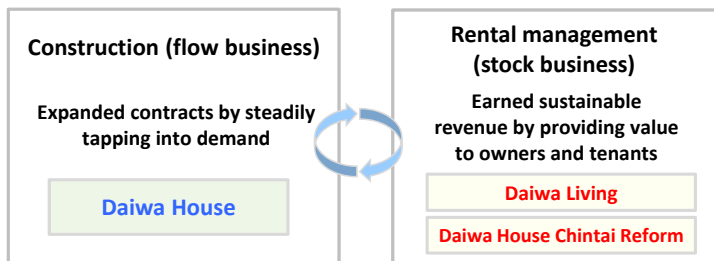 Construction (flow business)
Expanded contracts by steadily
tapping into demand
Daiwa House
Rental management
(stock business)
Earned sustainable
revenue by providing value
to owners and tenants
Daiwa Living
Daiwa House Chintai Reform